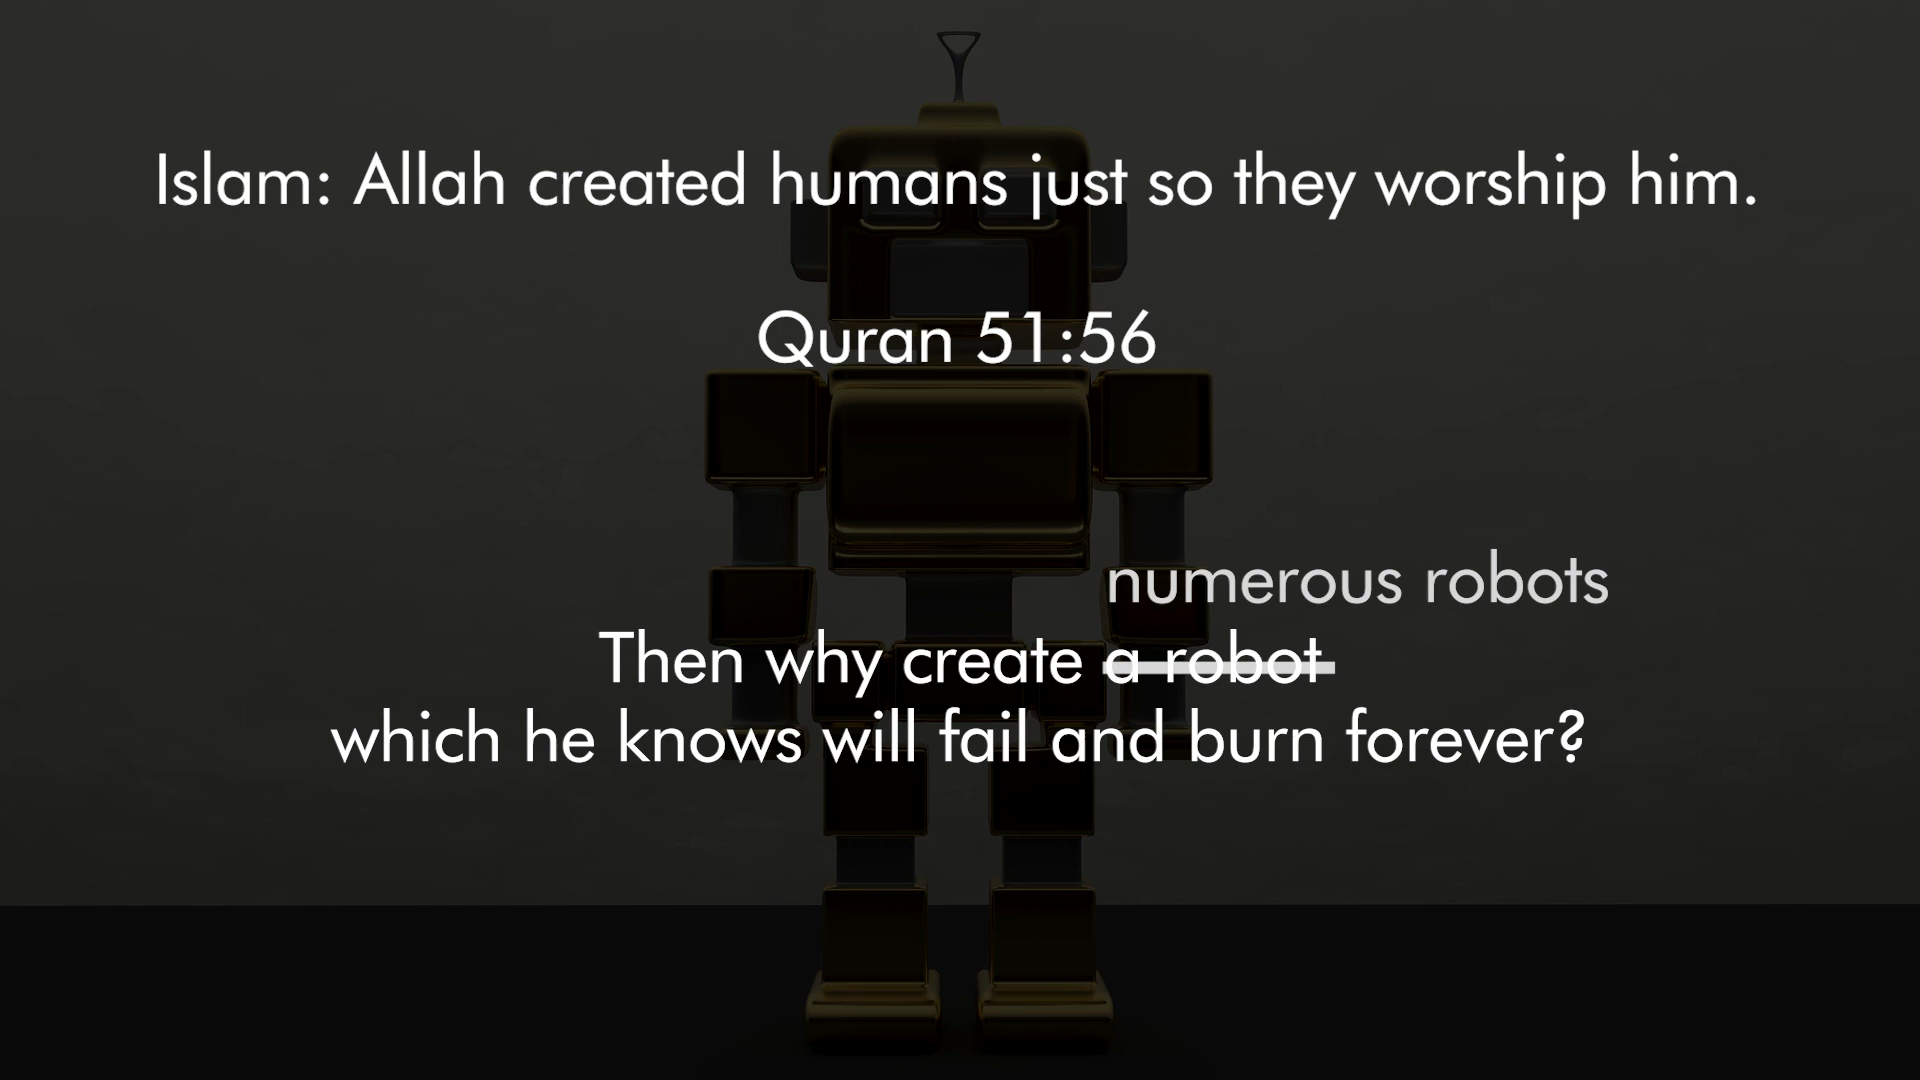 Islam: Allah created humans just so they worship him.
Quran 51:56
numerous robots
Then why create a robot
which he knows will fail and burn forever?